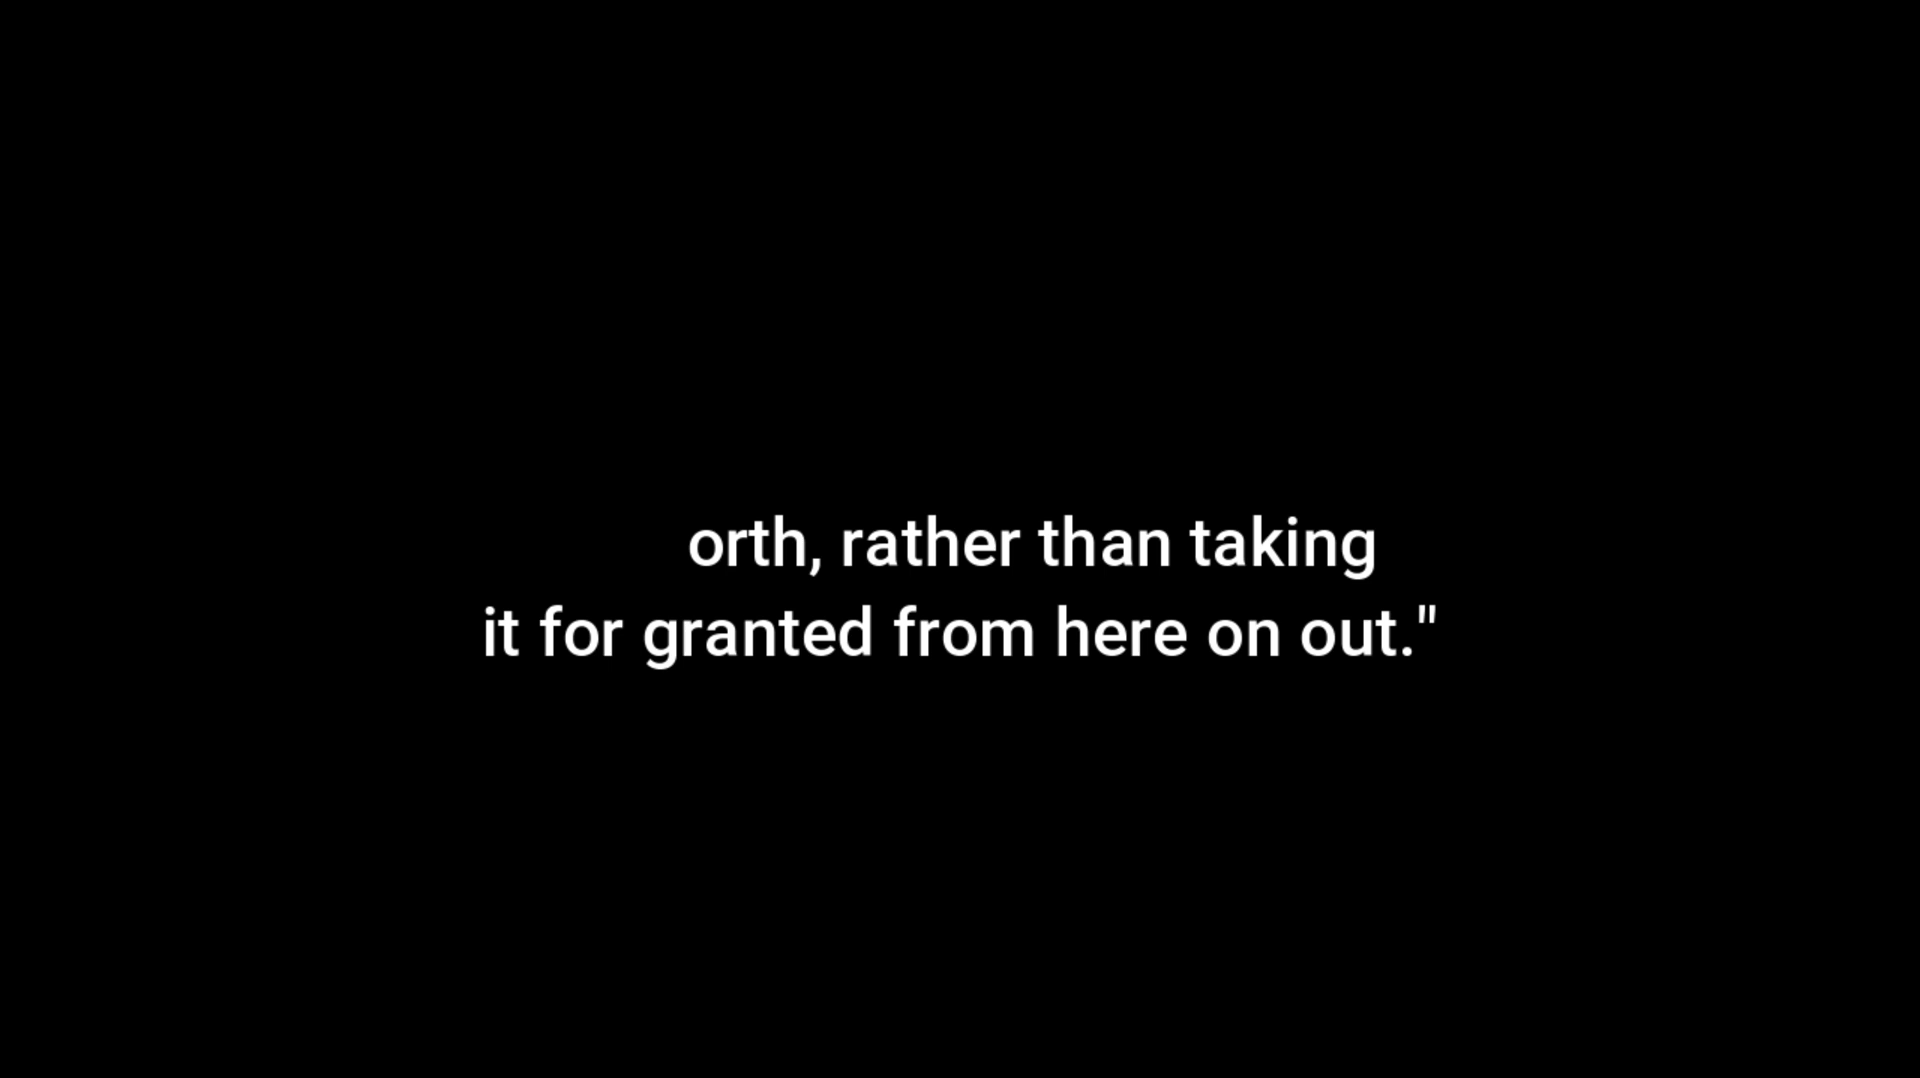 orth, rather than taking
it for granted from here on out."